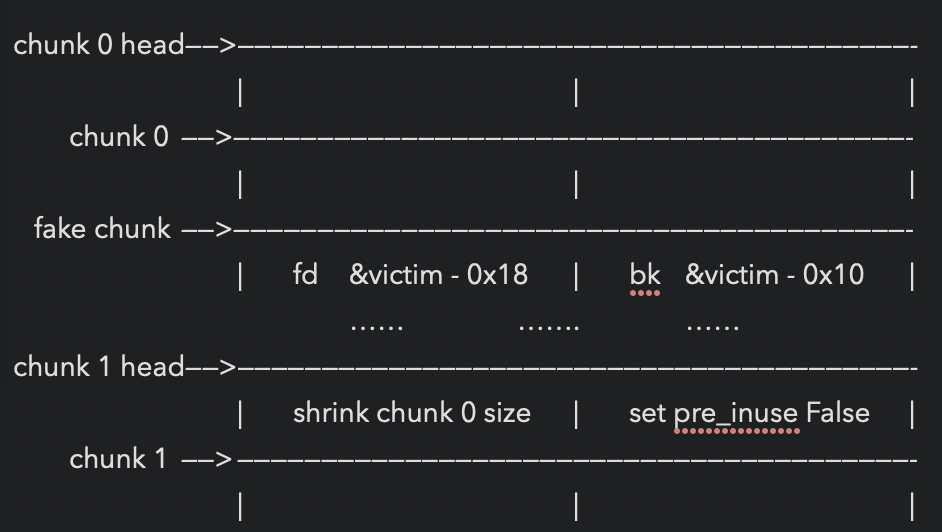 chunk 0 head——>———————————————————————————————-
| | |
chunk 0 ——>———————————————————————————————-
| | |
fake chunk ——>———————————————————————————————-
| fd &victim - 0x18 | bk &victim - 0x10 |
...... ....... ......
chunk 1 head——>———————————————————————————————-
| shrink chunk 0 size | set pre_inuse False |
chunk 1 ——>———————————————————————————————-
| | |